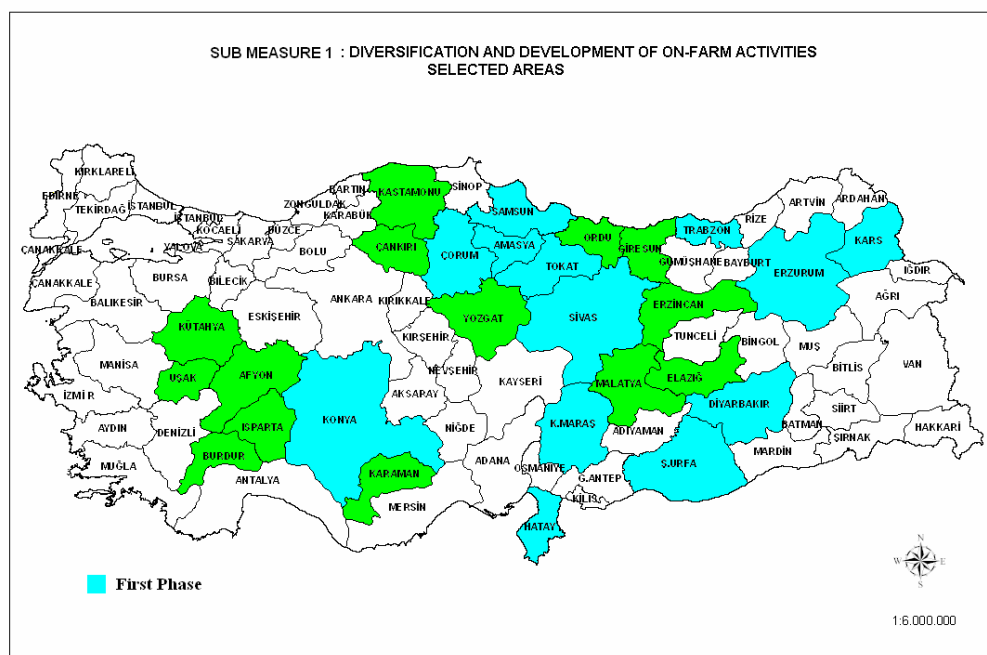 SUB MEASURE 1 : DIVERSIFICATION AND DEVELOPMENT OF ON-FARM ACTIVITIES
SELECTED AREAS
KIRKLARELİ
EDİRNE
TEKİRDAĞ
İSTANBUL
İSTANBUL
KOCAELİ
YALOVA
SAKARYA
DÜZCE
ZONGULDAK
BARTIN
KARABÜK
KASTAMONU
SİNOP
SAMSUN
ÇANKIRI
BOLU
ÇORUM
AMASYA
TOKAT
ORDU
GİRESUN
TRABZON
RİZE
ARTVİN
ARDAHAN
KARS
GÜMÜŞHANE
BAYBURT
ERZURUM
IĞDIR
AĞRI
ÇANAKKALE
ÇANAKKALE
BALIKESİR
BURSA
BİLECİK
ESKİŞEHİR
ANKARA
KIRIKKALE
KIRŞEHİR
YOZGAT
SİVAS
ERZİNCAN
TUNCELİ
BİNGOL
MUŞ
BİTLİS
VAN
KÜTAHYA
MANİSA
UŞAK
AFYON
İZMİR
AYDIN
DENİZLİ
ISPARTA
BURDUR
MUĞLA
ANTALYA
KONYA
AKSARAY
NEVŞEHİR
KAYSERİ
NİĞDE
KARAMAN
MERSİN
ADANA
OSMANİYE
K.MARAŞ
MALATYA
ELAZIĞ
ADIYAMAN
DİYARBAKIR
BATMAN
SİİRT
ŞIRNAK
HAKKARİ
MARDİN
Ş.URFA
G.ANTEP
KİLİS
HATAY
N
W
E
S
First Phase
1:6.000.000